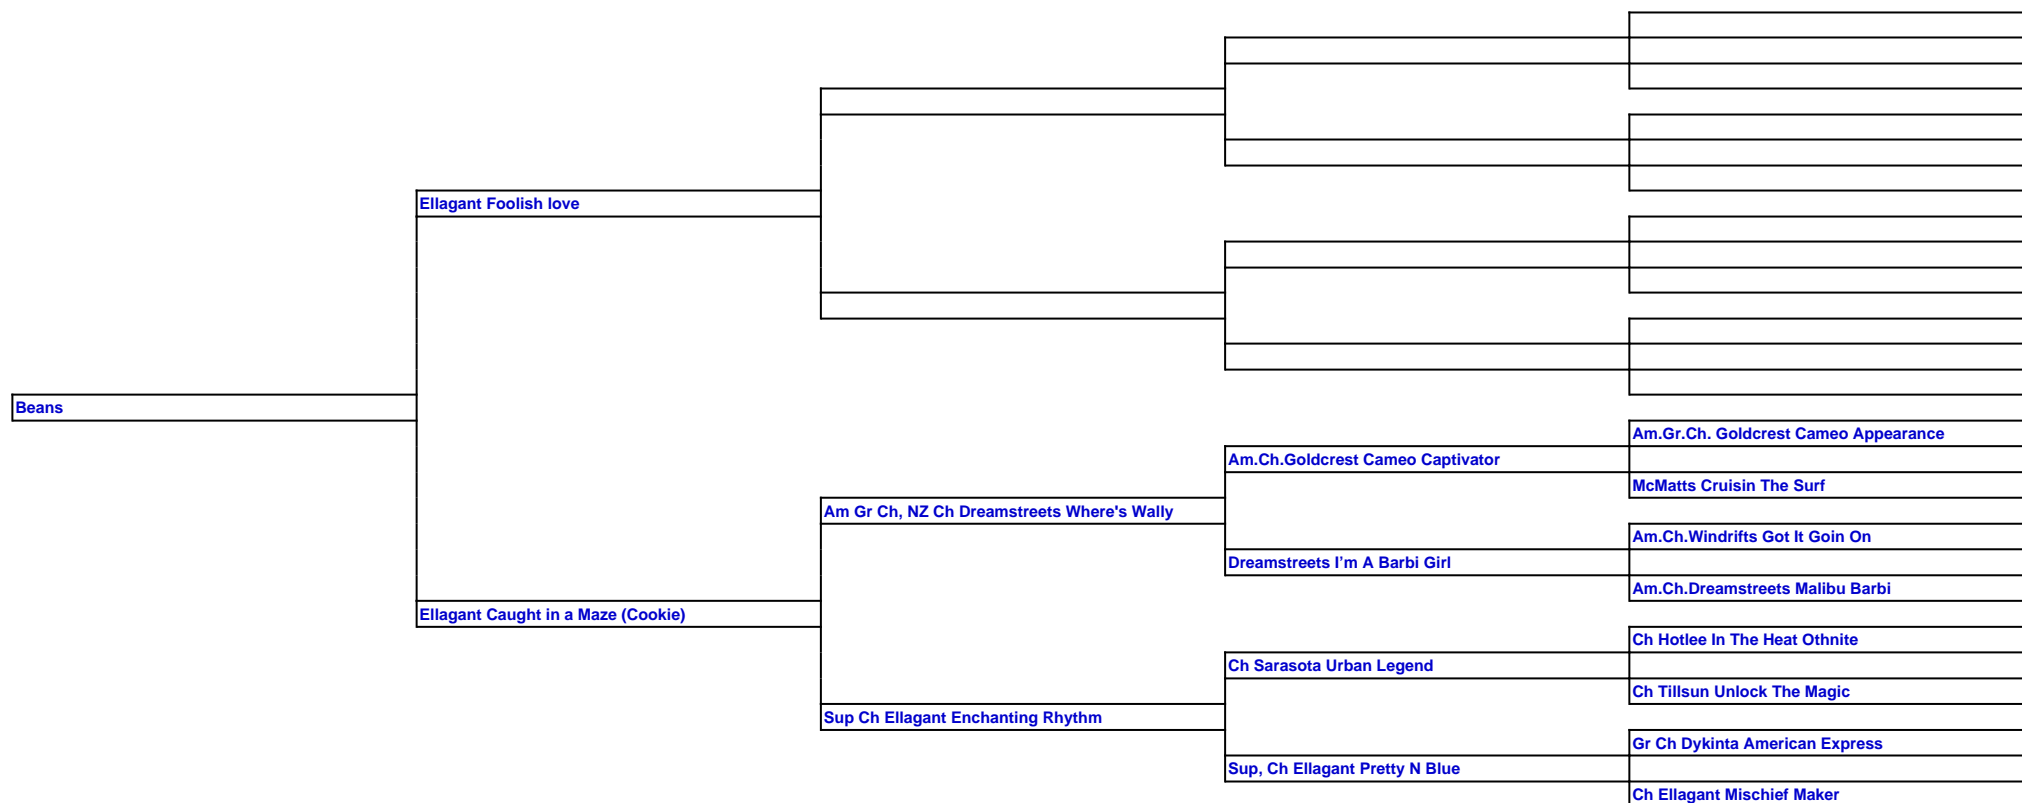 Ellagant Foolish love
Beans
Am.Gr.Ch. Goldcrest Cameo Appearance
Am.Ch.Goldcrest Cameo Captivator
McMatts Cruisin The Surf
Am Gr Ch, NZ Ch Dreamstreets Where's Wally
Am.Ch.Windrifts Got It Goin On
Dreamstreets I’m A Barbi Girl
Am.Ch.Dreamstreets Malibu Barbi
Ellagant Caught in a Maze (Cookie)
Ch Hotlee In The Heat Othnite
Ch Sarasota Urban Legend
Ch Tillsun Unlock The Magic
Sup Ch Ellagant Enchanting Rhythm
Gr Ch Dykinta American Express
Sup, Ch Ellagant Pretty N Blue
Ch Ellagant Mischief Maker